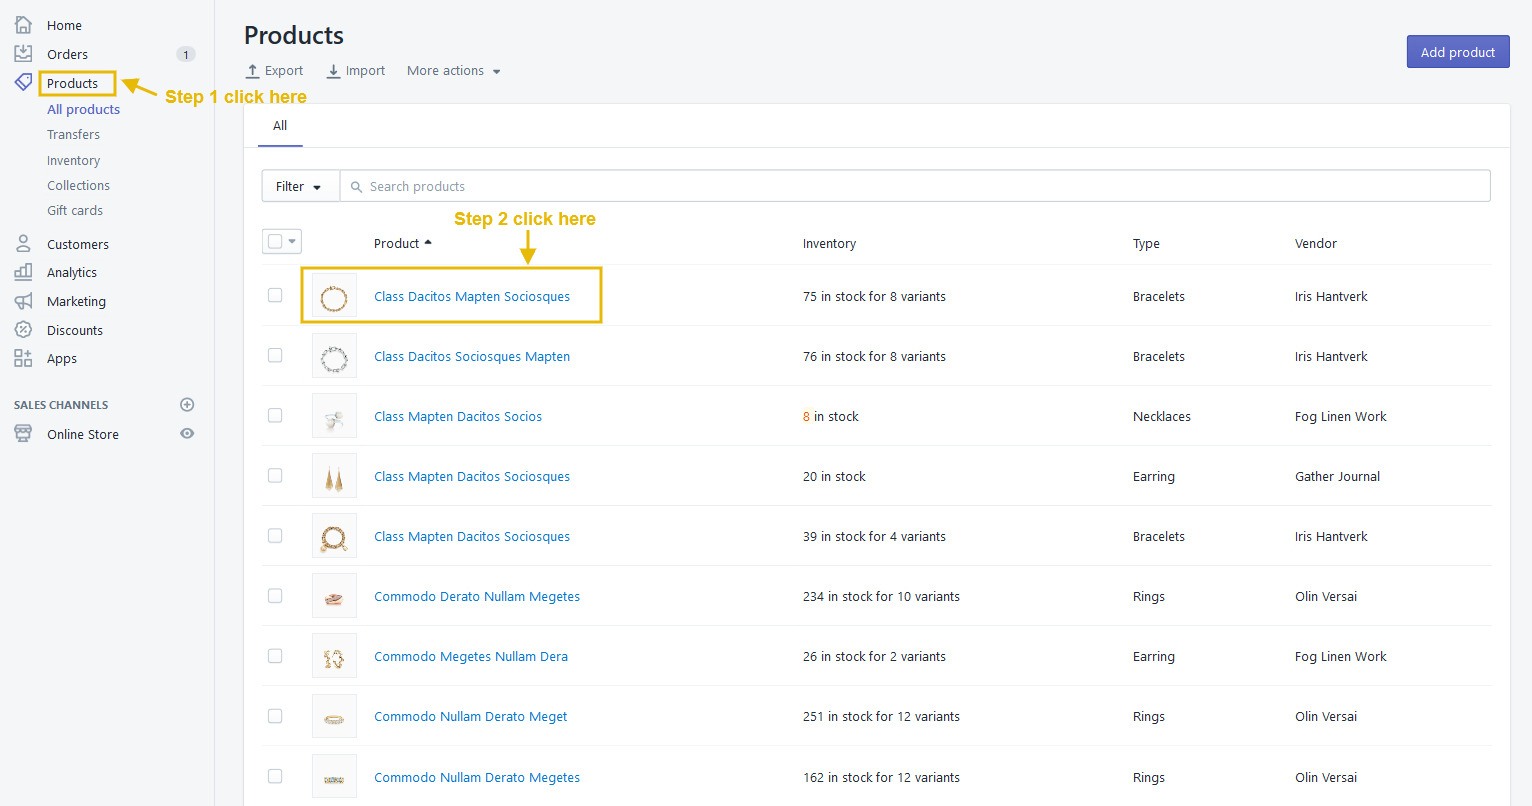 Home
Orders 1
Products
Step 1 click here
All products
Transfers
Inventory
Collections
Gift cards
Customers
Analytics
Marketing
Discounts
Apps
SALES CHANNELS
Online Store
Products
Export Import More actions
Add product
All
Filter Search products
Step 2 click here
Product Inventory Type Vendor
Class Dacitos Mapten Sociosques 75 in stock for 8 variants Bracelets Iris Hantverk
Class Dacitos Sociosques Mapten 76 in stock for 8 variants Bracelets Iris Hantverk
Class Mapten Dacitos Socios 8 in stock Necklaces Fog Linen Work
Class Mapten Dacitos Sociosques 20 in stock Earring Gather Journal
Class Mapten Dacitos Sociosques 39 in stock for 4 variants Bracelets Iris Hantverk
Commodo Derato Nullam Megetes 234 in stock for 10 variants Rings Olin Versai
Commodo Megetes Nullam Dera 26 in stock for 2 variants Earring Fog Linen Work
Commodo Nullam Derato Meget 251 in stock for 12 variants Rings Olin Versai
Commodo Nullam Derato Megetes 162 in stock for 12 variants Rings Olin Versai